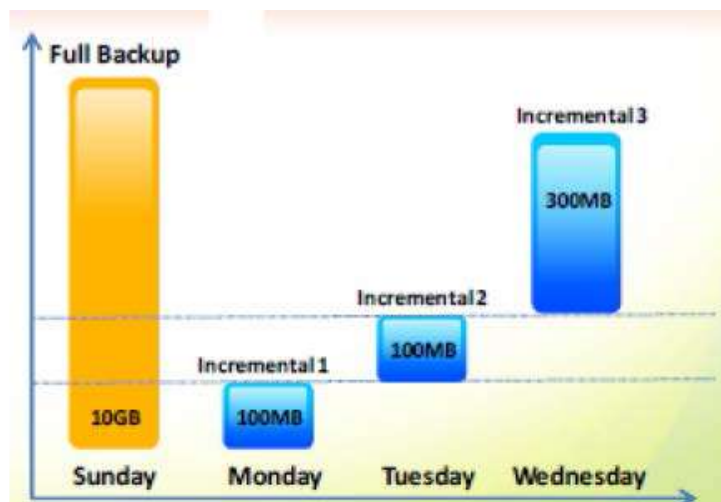 Full Backup
Incremental 3
300MB
Incremental 2
100MB
Incremental 1
10GB
100MB
Sunday Monday Tuesday Wednesday